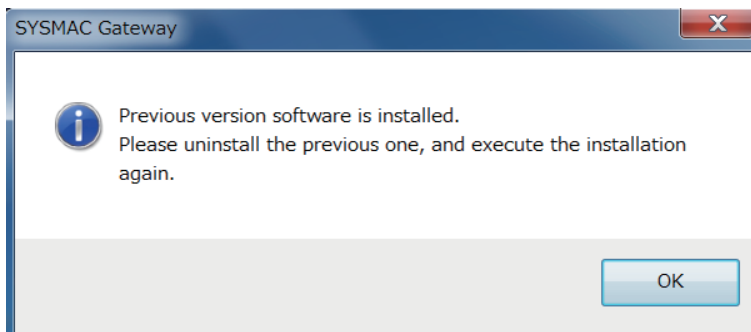 SYSMAC Gateway
Previous version software is installed.
Please uninstall the previous one, and execute the installation
again.
OK